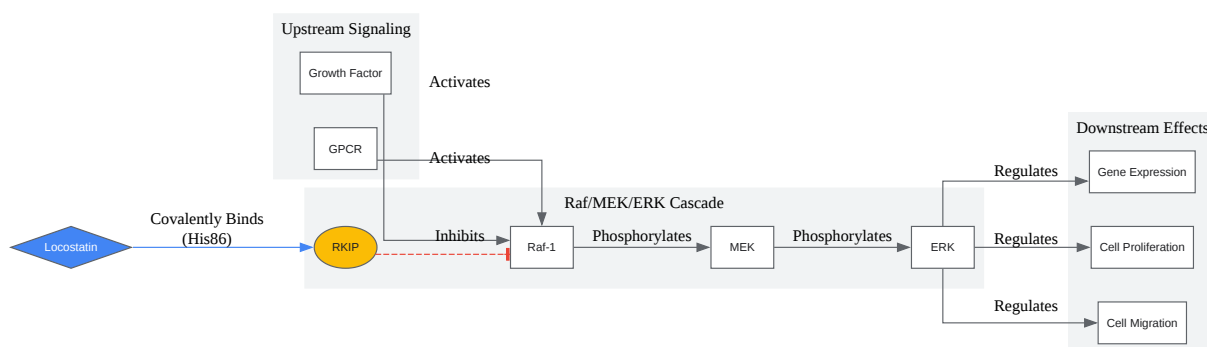 Upstream Signaling
Growth Factor
Activates
GPCR
Activates
Downstream Effects
Regulates
Gene Expression
Raf/MEK/ERK Cascade
Covalently Binds
(His86)
Locostatin
RKIP
Inhibits
Raf-1
Phosphorylates
MEK
Phosphorylates
ERK
Regulates
Cell Proliferation
Regulates
Cell Migration